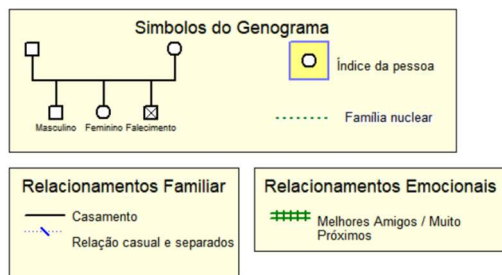 Simbolos do Genograma
Índice da pessoa
Masculino Feminino Falecimento
Família nuclear
Relacionamentos Familiar
Casamento
Relação casual e separados
Relacionamentos Emocionais
Melhores Amigos / Muito
Próximos